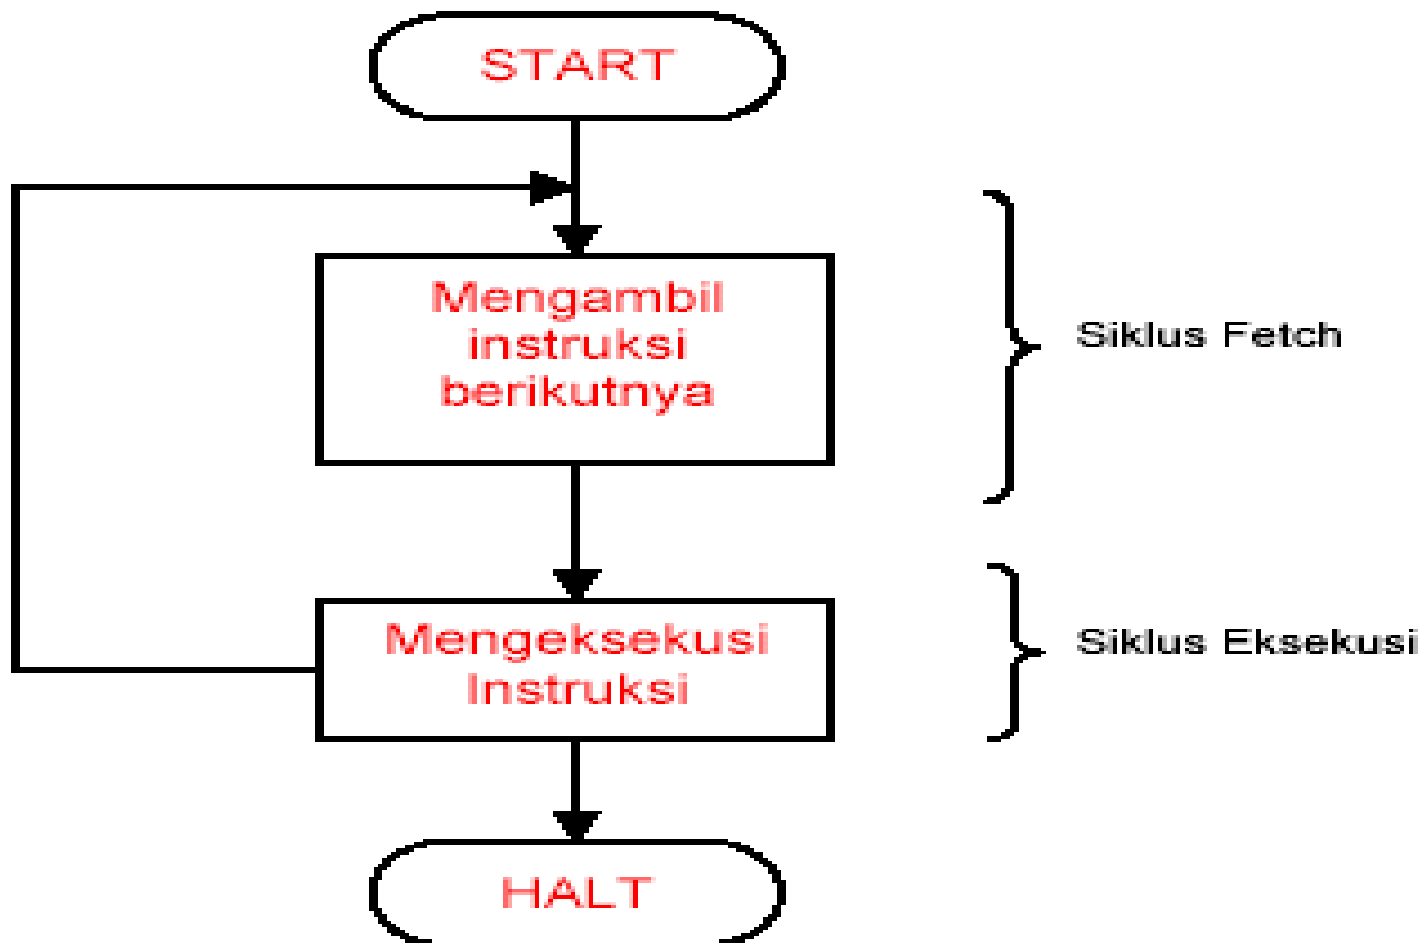 START
Mengambil
instruksi
berikutnya
Siklus Fetch
Mengeksekusi
Instruksi
Siklus Eksekusi
HALT